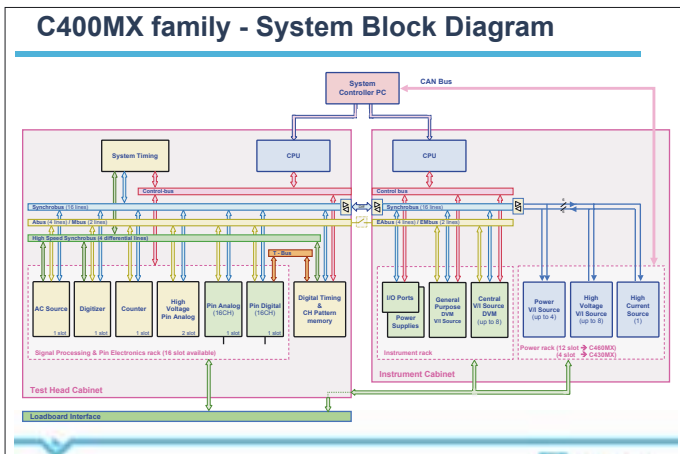 C400MX family - System Block Diagram
System
Controller PC
CAN Bus
System Timing
CPU
CPU
Control-bus
Control bus
Synchrobus (16 lines)
Synchrobus (16 lines)
Abus (4 lines) / Mbus (2 lines)
EAbus (4 lines) / EMbus (2 lines)
High Speed Synchrobus (4 differential lines)
T - Bus
AC Source
1 slot
Digitizer
1 slot
Counter
1 slot
High
Voltage
Pin Analog
2 slot
Pin Analog
(16CH)
1 slot
Pin Digital
(16CH)
1 slot
Digital Timing
&
CH Pattern
memory
I/O Ports
Power
Supplies
General
Purpose
DVM
V/I Source
Central
V/I Source
DVM
(up to 6)
Power
V/I Source
(up to 4)
High
Voltage
V/I Source
(up to 8)
High
Current
Source
(1)
Signal Processing & Pin Electronics rack (16 slot available)
Instrument rack
Power rack (12 slot → C460MX)
(4 slot → C430MX)
Test Head Cabinet
Instrument Cabinet
Loadboard Interface